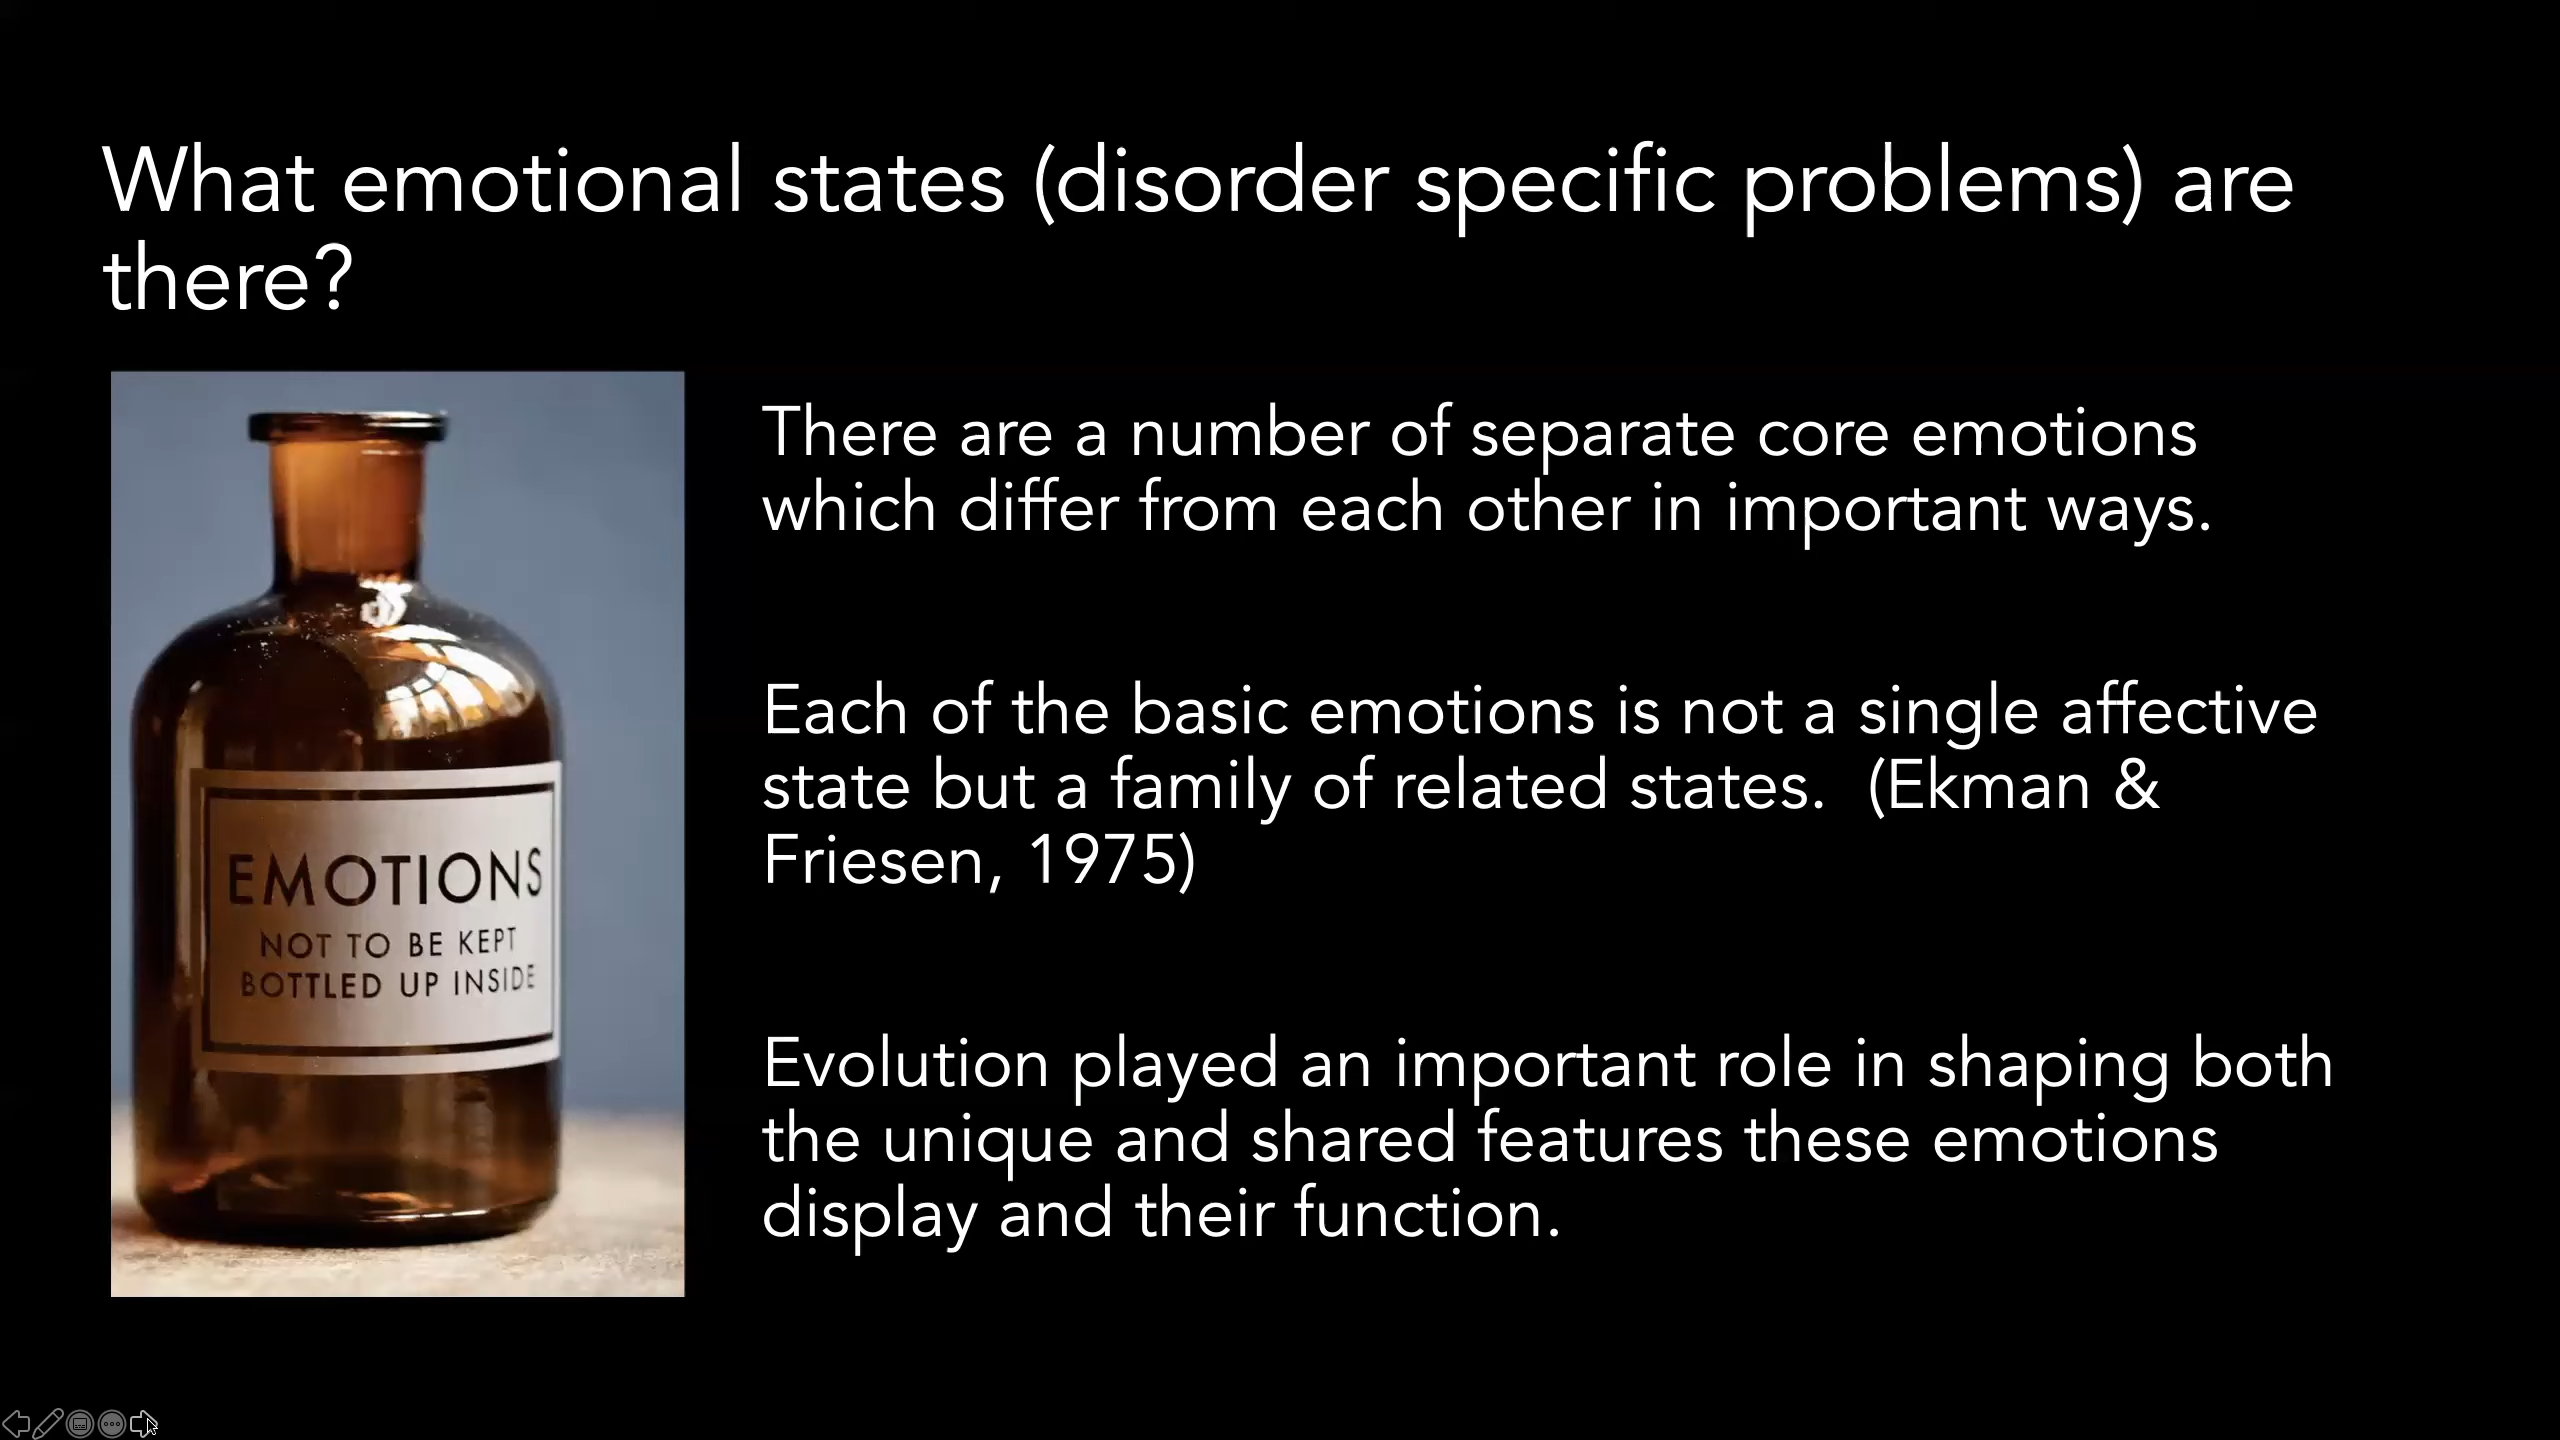 What emotional states (disorder specific problems) are
there?
EMOTIONS
NOT TO BE KEPT
BOTTLED UP INSIDE
There are a number of separate core emotions
which differ from each other in important ways.
Each of the basic emotions is not a single affective
state but a family of related states.  (Ekman &
Friesen, 1975)
Evolution played an important role in shaping both
the unique and shared features these emotions
display and their function.